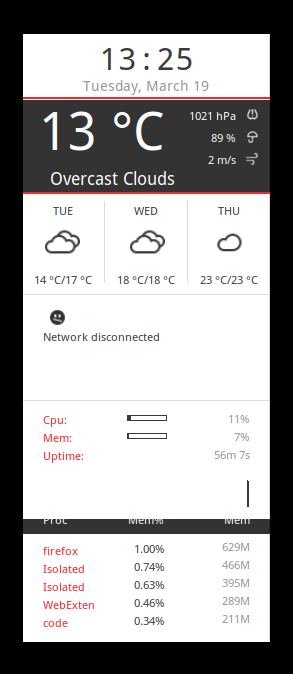 13:25
Tuesday, March 19
13 °C
1021 hPa
89 %
2 m/s
Overcast Clouds
TUE WED THU
14 °C/17 °C 18 °C/18 °C 23 °C/23 °C
Network disconnected
Cpu: 11%
Mem: 7%
Uptime: 56m 7s
Proc Mem% Mem
firefox 1.00% 629M
Isolated 0.74% 466M
Isolated 0.63% 395M
WebExten 0.46% 289M
code 0.34% 211M